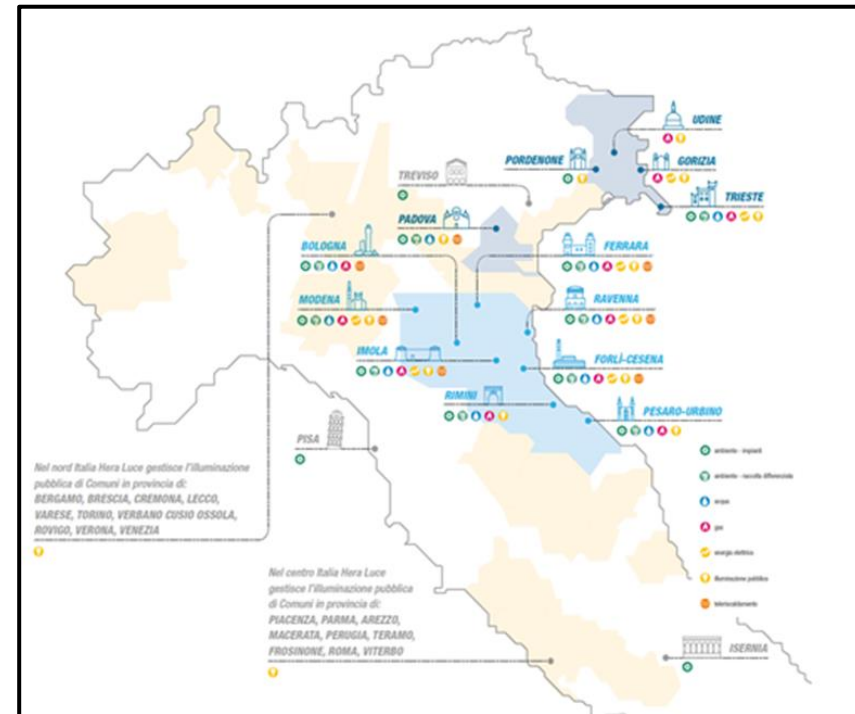 UDINE
PORDENONE
GORIZIA
TREVISO
TRIESTE
PADOVA
BOLOGNA
FERRARA
MODENA
RAVENNA
IMOLA
FORLÌ-CESENA
RIMINI
PESARO-URBINO
PISA
ambiente - impianti
ambiente - raccolta differenziata
acqua
gas
energia elettrica
illuminazione pubblica
teleriscaldamento
Nel nord Italia Hera Luce gestisce l'illuminazione
pubblica di Comuni in provincia di:
BERGAMO, BRESCIA, CREMONA, LECCO,
VARESE, TORINO, VERBANO CUSIO OSSOLA,
ROVIGO, VERONA, VENEZIA
Nel centro Italia Hera Luce
gestisce l'illuminazione pubblica
di Comuni in provincia di:
PIACENZA, PARMA, AREZZO,
MACERATA, PERUGIA, TERAMO,
FROSINONE, ROMA, VITERBO
ISERNIA